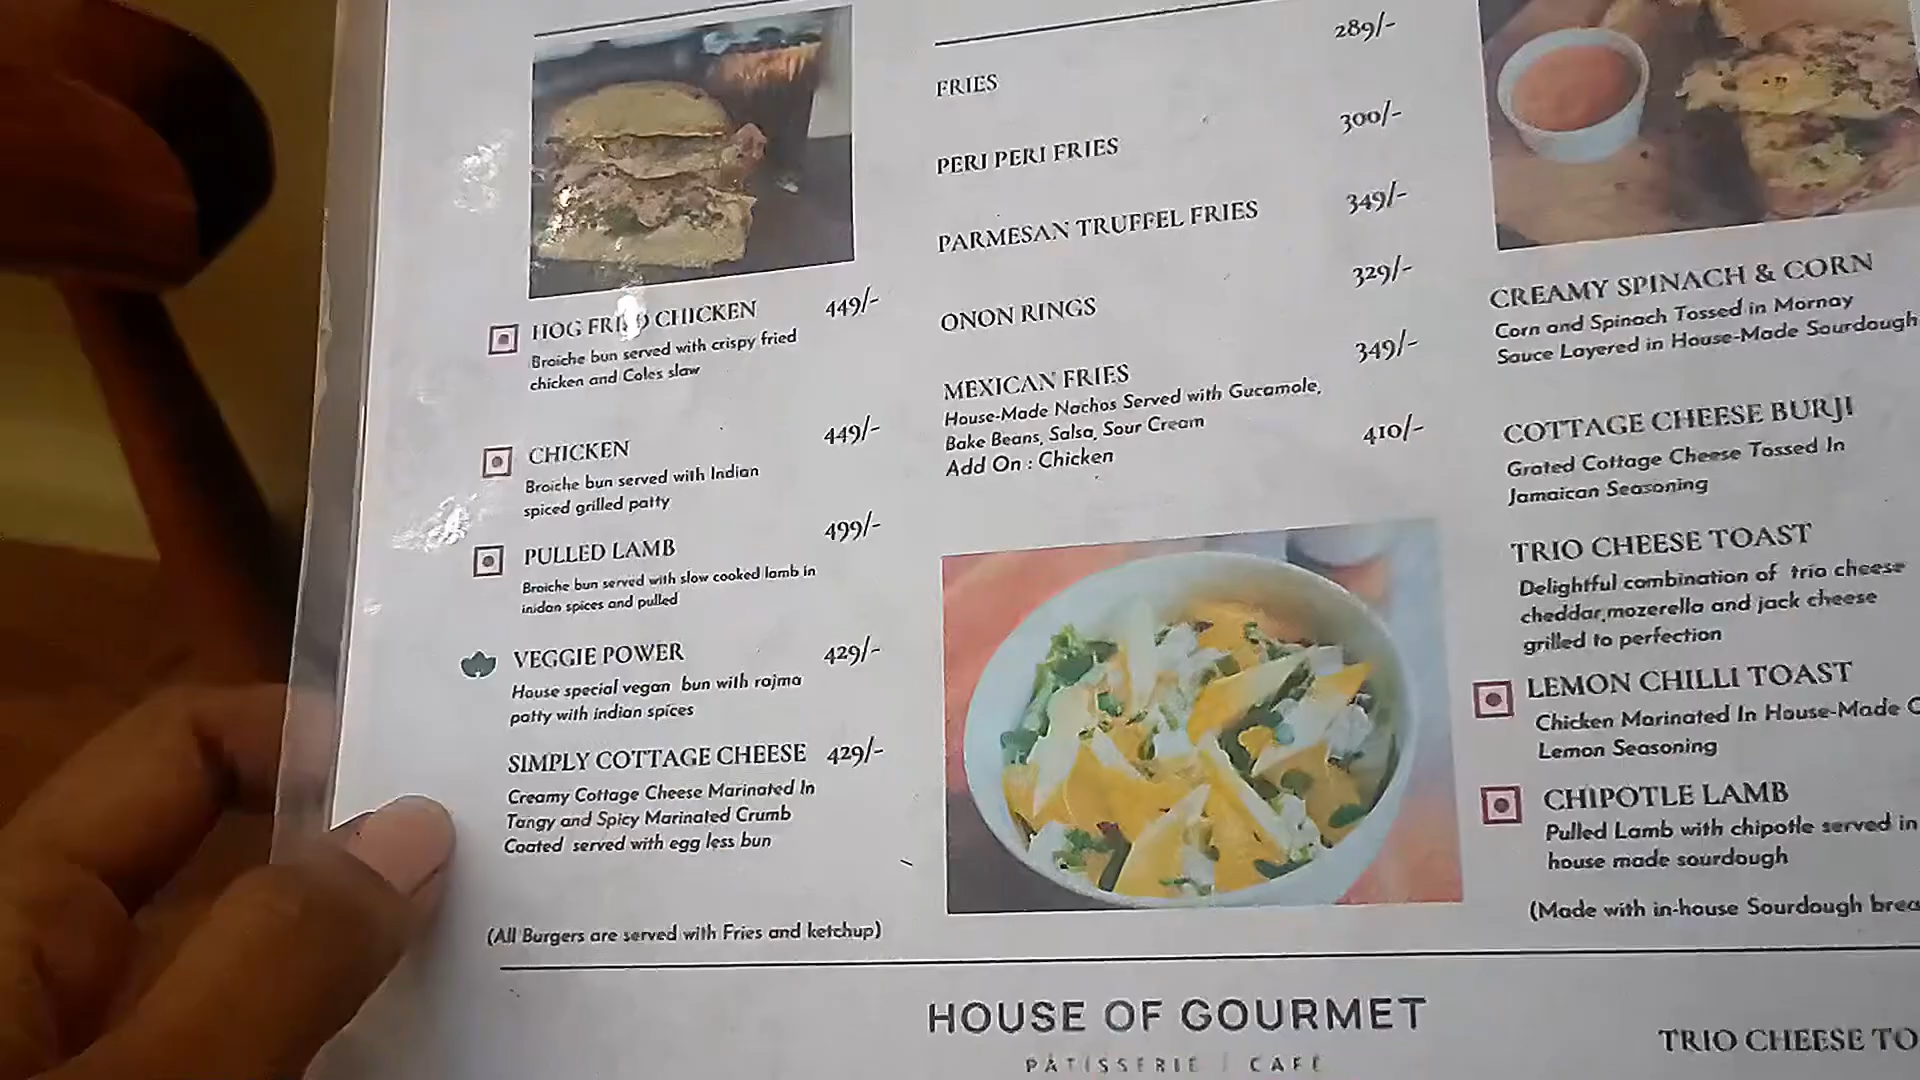 HOG FRIED CHICKEN 449/-
Broiche bun served with crispy fried
chicken and Coles slaw
CHICKEN 449/-
Broiche bun served with Indian
spiced grilled patty
PULLED LAMB 499/-
Broiche bun served with slow cooked lamb in
inidan spices and pulled
VEGGIE POWER 429/-
House special vegan bun with rajma
patty with indian spices
SIMPLY COTTAGE CHEESE 429/-
Creamy Cottage Cheese Marinated In
Tangy and Spicy Marinated Crumb
Coated served with egg less bun
(All Burgers are served with Fries and ketchup)
289/-
FRIES
300/-
PERI PERI FRIES
349/-
PARMESAN TRUFFEL FRIES
329/-
ONON RINGS
349/-
MEXICAN FRIES
House-Made Nachos Served with Gucamole,
Bake Beans, Salsa, Sour Cream
410/-
Add On : Chicken
CREAMY SPINACH & CORN
Corn and Spinach Tossed in Mornay
Sauce Layered in House-Made Sourdough
COTTAGE CHEESE BURJI
Grated Cottage Cheese Tossed In
Jamaican Seasoning
TRIO CHEESE TOAST
Delightful combination of trio cheese
cheddar,mozerella and jack cheese
grilled to perfection
LEMON CHILLI TOAST
Chicken Marinated In House-Made
Lemon Seasoning
CHIPOTLE LAMB
Pulled Lamb with chipotle served in
house made sourdough
(Made with in-house Sourdough
HOUSE OF GOURMET
PÂTISSERIE | CAFÉ
TRIO CHEESE